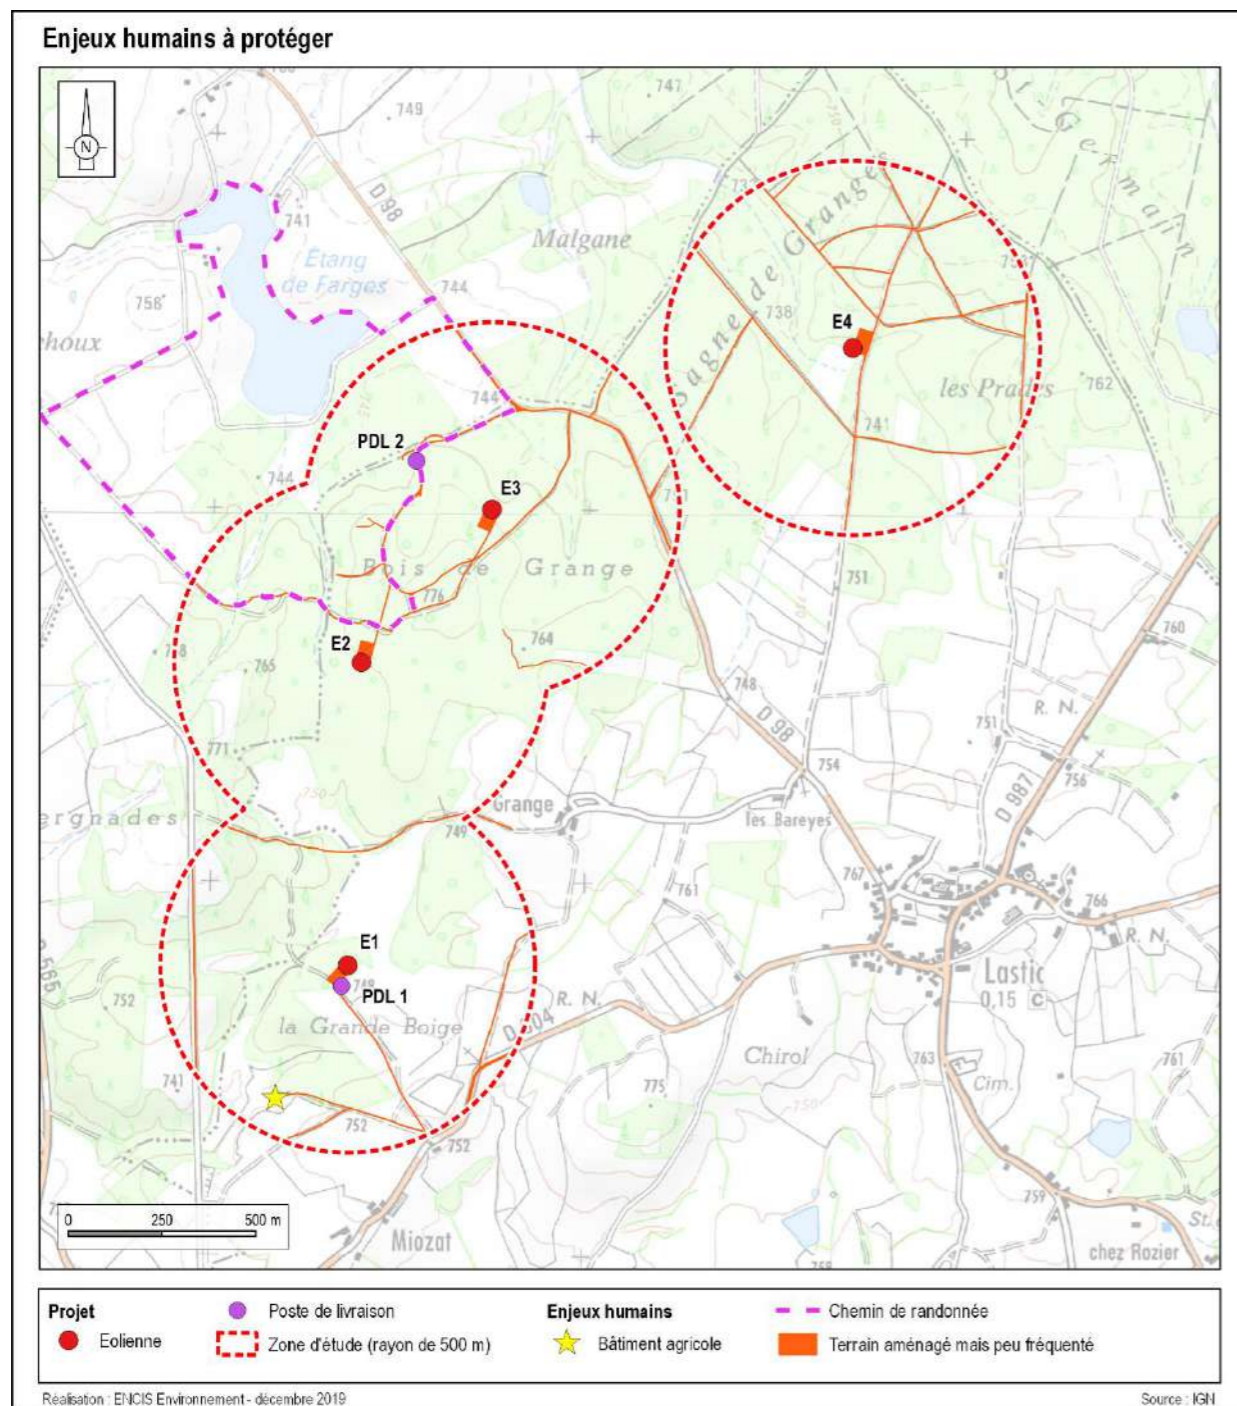 Enjeux humains à protéger
N
749
747
D 98
St-Germain
741
Malgane
Étang
de Farges
Sagne de Granges
758
744
738
E4
les Prades
762
744
PDL 2
741
744
E3
Bois de Grange
751
776
E2
764
760
765
748
R. N.
771
D 98
751
754
756
D 987
Grange
les Bareyes
749
767
761
766
R. N.
E1
Lastic
0,15 C
752
PDL 1
R. N.
la Grande Boige
Chirol
763
761
741
775
Cim.
752
752
759
0 250 500 m
Miozat
chez Rozier
Projet
Poste de livraison
Enjeux humains
Chemin de randonnée
Eolienne
Zone d'étude (rayon de 500 m)
Bâtiment agricole
Terrain aménagé mais peu fréquenté
Réalisation : ENCIS Environnement - décembre 2019
Source : IGN